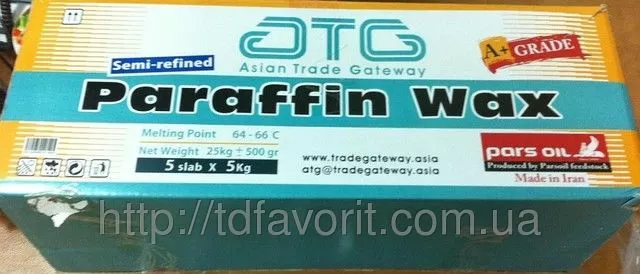 ATG
Asian Trade Gateway
A+ GRADE
Semi-refined
Paraffin Wax
Melting Point 64 - 66 C
Net Weight 25kg ± 500 gr
5 slab X 5Kg
www.tradegateway.asia
atg@tradegateway.asia
pars oil
Produced by Parsoil feedstock
Made in Iran
http://tdfavorit.com.ua